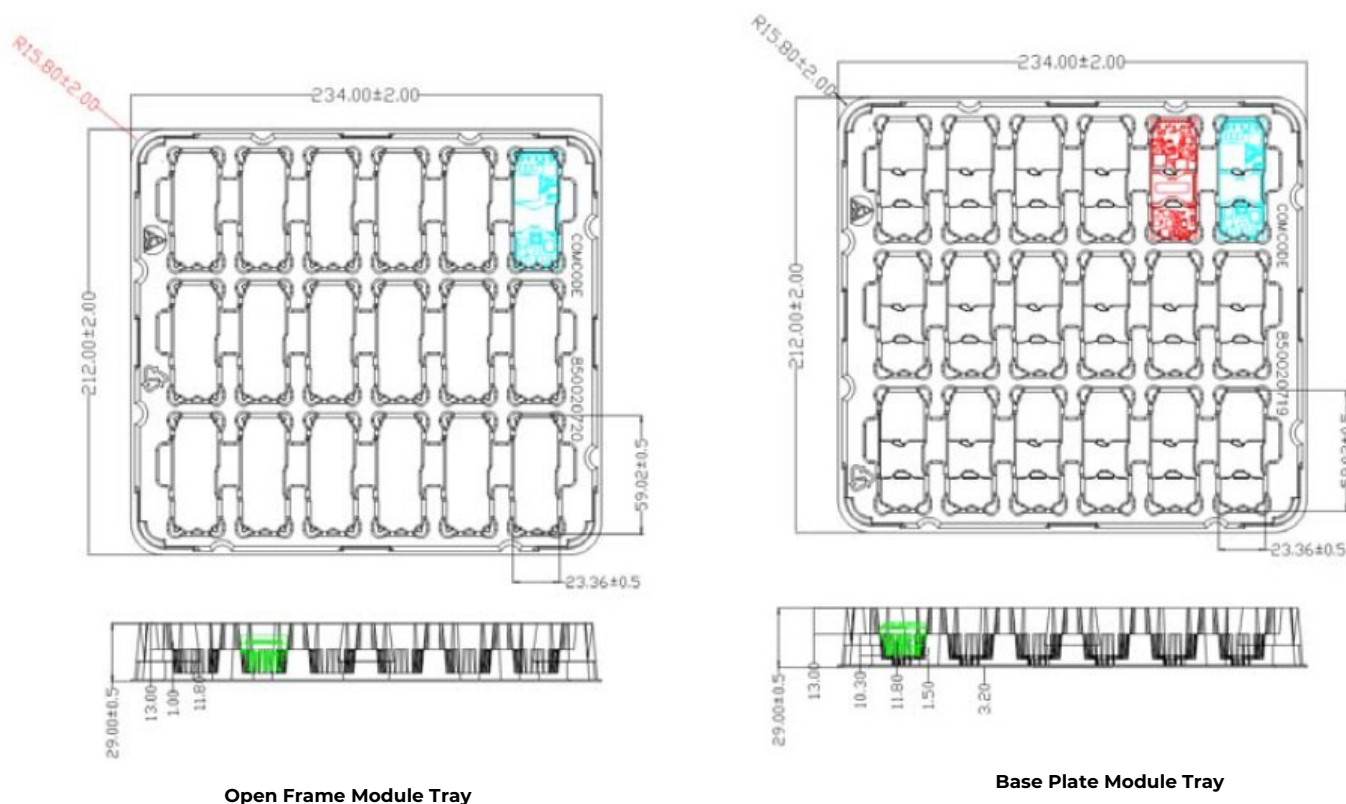 R15.80±2.00
234.00±2.00
212.00±2.00
COMCODE 850020720
59.02±0.5
23.36±0.5
29.00±0.5
13.00
1.00
11.80
Open Frame Module Tray
R15.80±2.00
234.00±2.00
212.00±2.00
COMCODE 850020719
23.36±0.5
29.00±0.5
13.00
10.30
11.80
1.50
3.20
Base Plate Module Tray